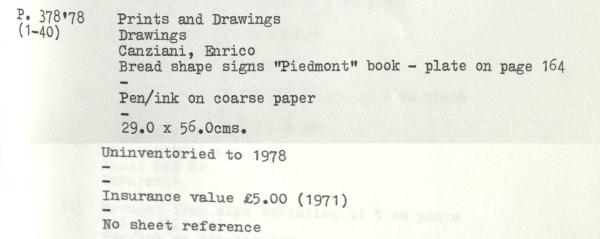 P. 378'78 Prints and Drawings
(1-40) Drawings
Canziani, Enrico
Bread shape signs "Piedmont" book - plate on page 164
-
Pen/ink on coarse paper
-
29.0 x 56.0cms.
Uninventoried to 1978
-
-
Insurance value £5.00 (1971)
-
No sheet reference